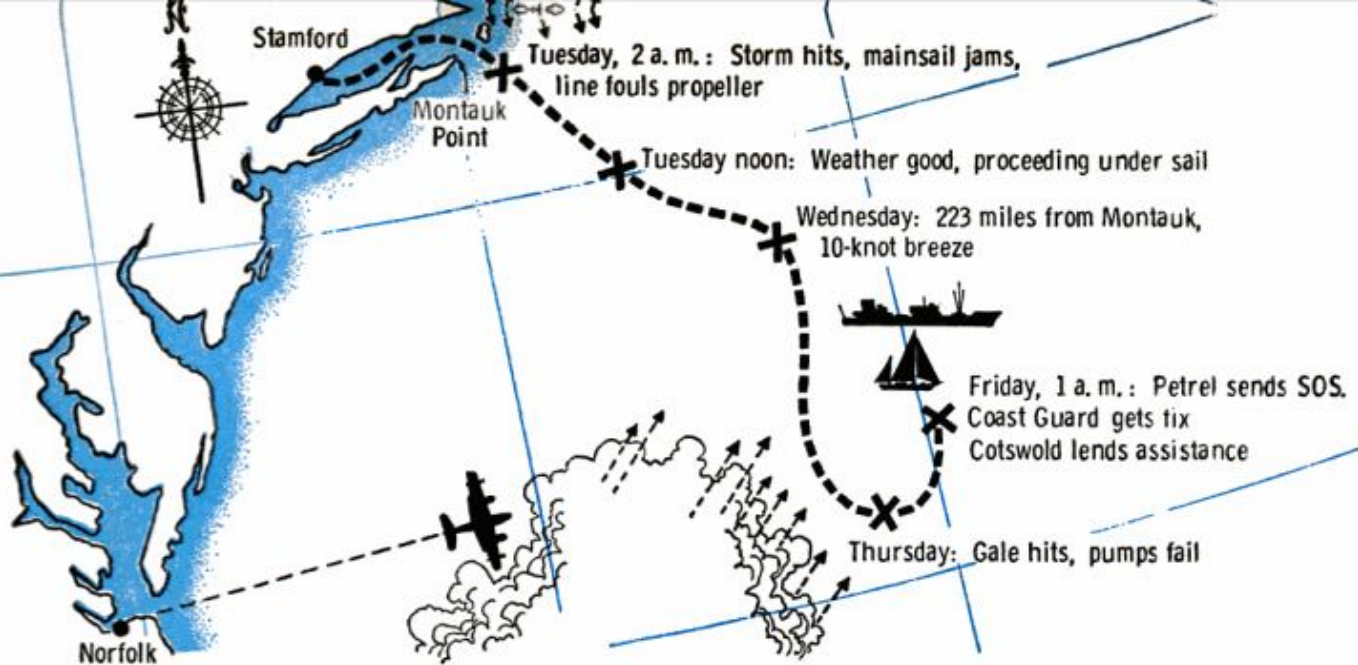 Stamford
Tuesday, 2 a. m. : Storm hits, mainsail jams,
line fouls propeller
Montauk
Point
Tuesday noon: Weather good, proceeding under sail
Wednesday: 223 miles from Montauk,
10-knot breeze
Friday, 1 a. m. : Petrel sends SOS.
Coast Guard gets fix
Cotswold lends assistance
Thursday: Gale hits, pumps fail
Norfolk